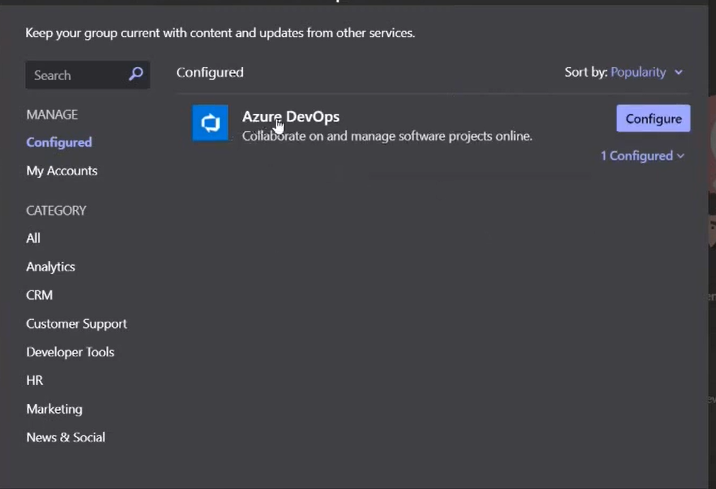 Keep your group current with content and updates from other services.
Search
Configured
Sort by: Popularity
MANAGE
Configured
My Accounts
Azure DevOps
Collaborate on and manage software projects online.
Configure
1 Configured
CATEGORY
All
Analytics
CRM
Customer Support
Developer Tools
HR
Marketing
News & Social